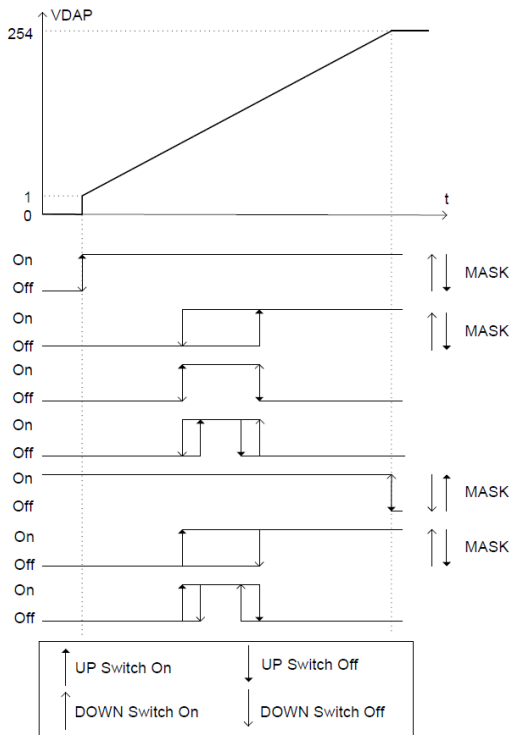 VDAP
254
1
0
t
On
Off
MASK
On
Off
MASK
On
Off
On
Off
On
Off
MASK
On
Off
MASK
On
Off
UP Switch On
UP Switch Off
DOWN Switch On
DOWN Switch Off